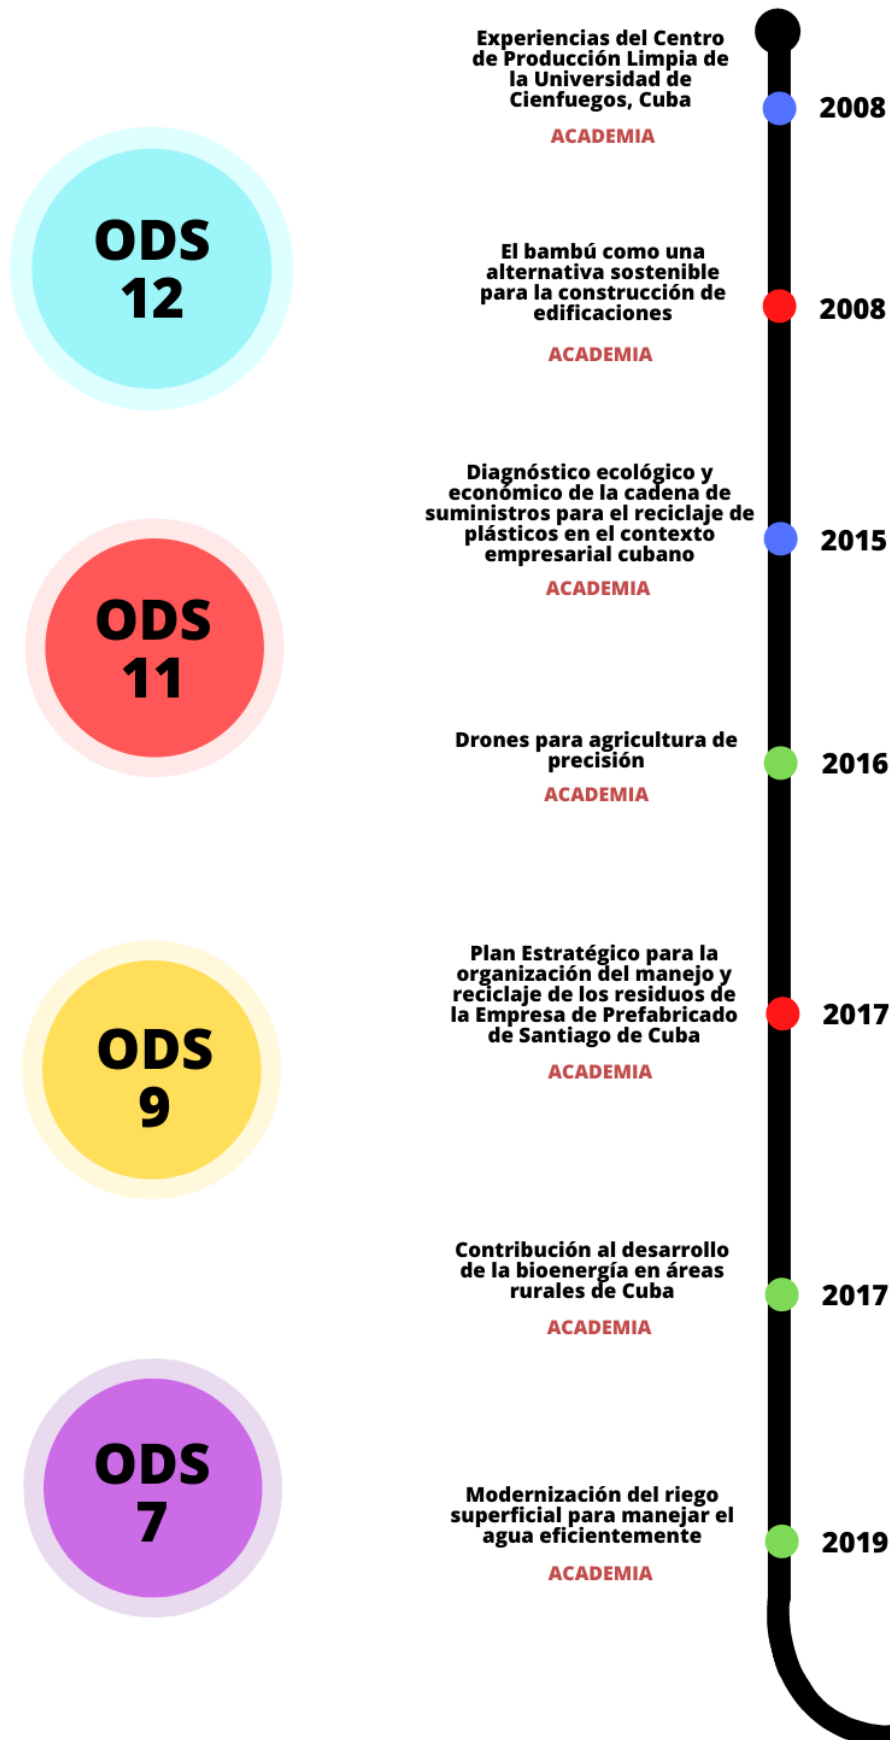 ODS
12
ODS
11
ODS
9
ODS
7
Experiencias del Centro
de Producción Limpia de
la Universidad de
Cienfuegos, Cuba
ACADEMIA
2008
El bambú como una
alternativa sostenible
para la construcción de
edificaciones
ACADEMIA
2008
Diagnóstico ecológico y
económico de la cadena de
suministros para el reciclaje de
plásticos en el contexto
empresarial cubano
ACADEMIA
2015
Drones para agricultura de
precisión
ACADEMIA
2016
Plan Estratégico para la
organización del manejo y
reciclaje de los residuos de
la Empresa de Prefabricado
de Santiago de Cuba
ACADEMIA
2017
Contribución al desarrollo
de la bioenergía en áreas
rurales de Cuba
ACADEMIA
2017
Modernización del riego
superficial para manejar el
agua eficientemente
ACADEMIA
2019